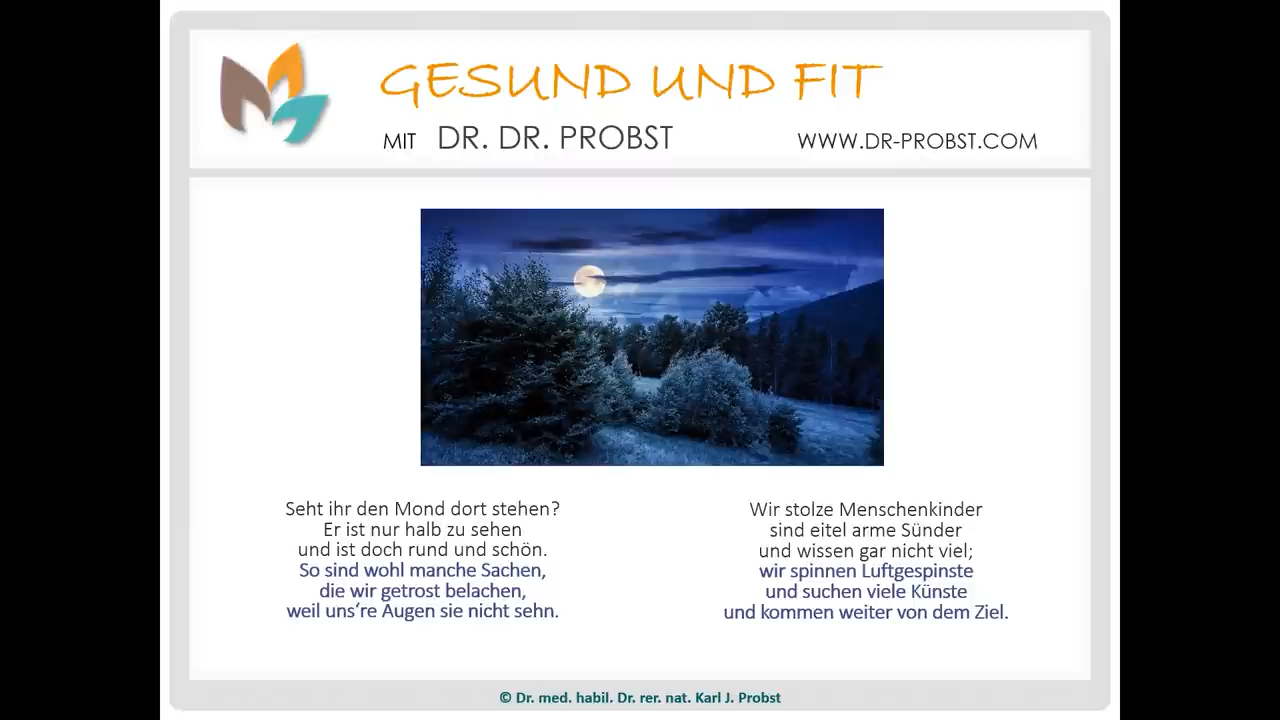 GESUND UND FIT
MIT DR. DR. PROBST
WWW.DR-PROBST.COM
Seht ihr den Mond dort stehen?
Er ist nur halb zu sehen
und ist doch rund und schön.
So sind wohl manche Sachen,
die wir getrost belachen,
weil uns‘re Augen sie nicht sehn.
Wir stolze Menschenkinder
sind eitel arme Sünder
und wissen gar nicht viel;
wir spinnen Luftgespinste
und suchen viele Künste
und kommen weiter von dem Ziel.
© Dr. med. habil. Dr. rer. nat. Karl J. Probst